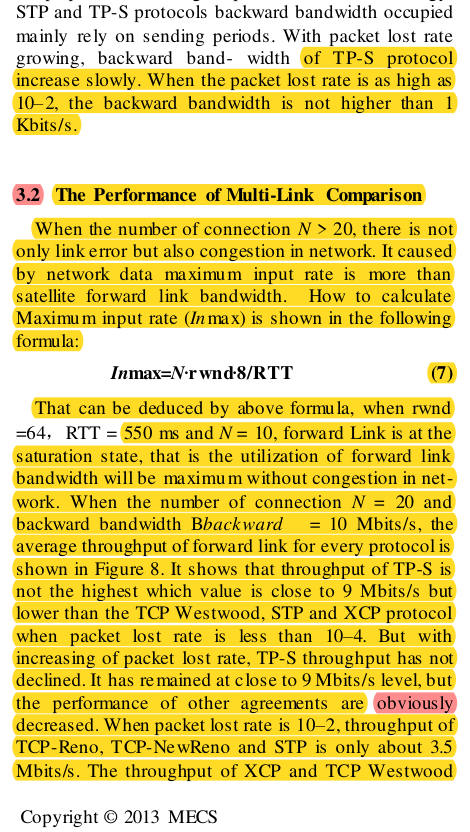 STP and TP-S protocols backward bandwidth occupied
mainly rely on sending periods. With packet lost rate
growing, backward band- width of TP-S protocol
increase slowly. When the packet lost rate is as high as
10–2, the backward bandwidth is not higher than 1
Kbits/s.
3.2 The Performance of Multi-Link Comparison
When the number of connection N > 20, there is not
only link error but also congestion in network. It caused
by network data maximum input rate is more than
satellite forward link bandwidth. How to calculate
Maximum input rate (Inmax) is shown in the following
formula:
Inmax=N·rwnd·8/RTT (7)
That can be deduced by above formula, when rwnd
=64, RTT = 550 ms and N = 10, forward Link is at the
saturation state, that is the utilization of forward link
bandwidth will be maximum without congestion in net-
work. When the number of connection N = 20 and
backward bandwidth Bbackward = 10 Mbits/s, the
average throughput of forward link for every protocol is
shown in Figure 8. It shows that throughput of TP-S is
not the highest which value is close to 9 Mbits/s but
lower than the TCP Westwood, STP and XCP protocol
when packet lost rate is less than 10–4. But with
increasing of packet lost rate, TP-S throughput has not
declined. It has remained at close to 9 Mbits/s level, but
the performance of other agreements are obviously
decreased. When packet lost rate is 10–2, throughput of
TCP-Reno, TCP-NewReno and STP is only about 3.5
Mbits/s. The throughput of XCP and TCP Westwood
Copyright © 2013 MECS